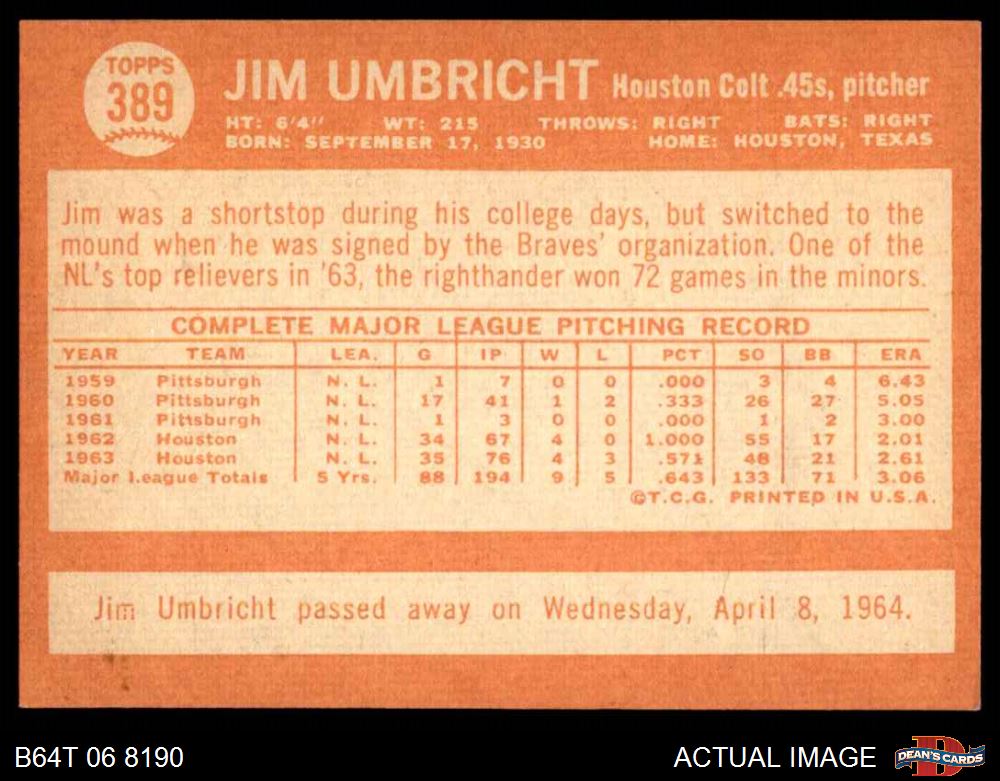 TOPPS
389
JIM UMBRICHT Houston Colt .45s, pitcher
HT: 6'4" WT: 215 THROWS: RIGHT BATS: RIGHT
BORN: SEPTEMBER 17, 1930 HOME: HOUSTON, TEXAS
Jim was a shortstop during his college days, but switched to the
mound when he was signed by the Braves' organization. One of the
NL's top relievers in '63, the righthander won 72 games in the minors.
COMPLETE MAJOR LEAGUE PITCHING RECORD
YEAR TEAM LEA. G IP W L PCT SO BB ERA
1959 Pittsburgh N. L. 1 7 0 0 .000 3 4 6.43
1960 Pittsburgh N. L. 17 41 1 2 .333 26 27 5.05
1961 Pittsburgh N. L. 1 3 0 0 .000 1 2 3.00
1962 Houston N. L. 34 67 4 0 1.000 55 17 2.01
1963 Houston N. L. 35 76 4 3 .571 48 21 2.61
Major League Totals 5 Yrs. 88 194 9 5 .643 133 71 3.06
©T.C.G. PRINTED IN U.S.A.
Jim Umbricht passed away on Wednesday, April 8, 1964.
B64T 06 8190 ACTUAL IMAGE DEAN'S CARDS